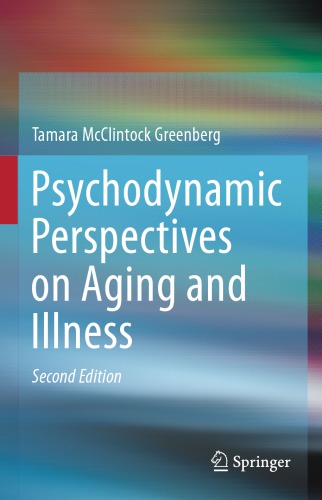 Tamara McClintock Greenberg
Psychodynamic
Perspectives
on Aging and
Illness
Second Edition
Springer